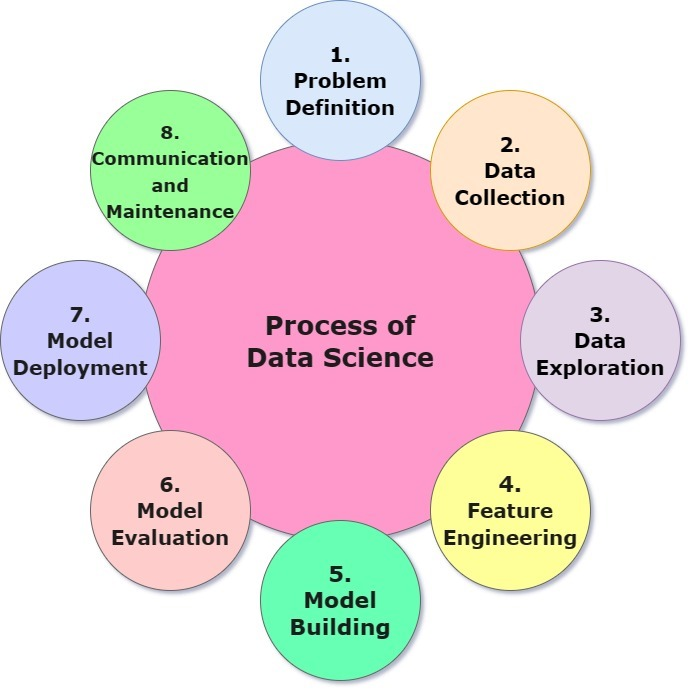 1.
Problem
Definition
2.
Data
Collection
3.
Data
Exploration
4.
Feature
Engineering
5.
Model
Building
6.
Model
Evaluation
7.
Model
Deployment
8.
Communication
and
Maintenance
Process of
Data Science